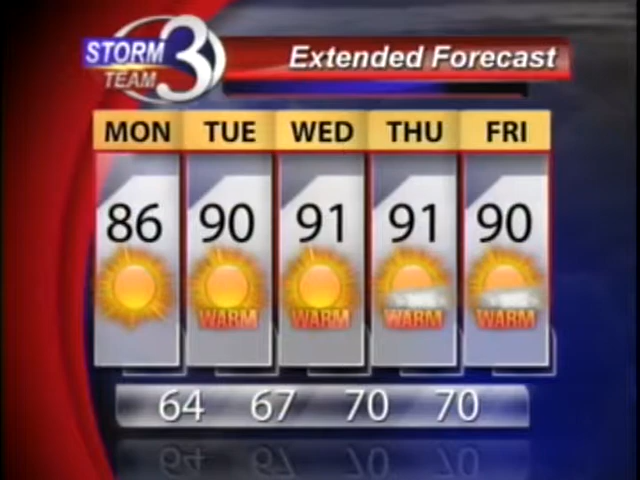 STORM TEAM 3
Extended Forecast
MON TUE WED THU FRI
86 90 91 91 90
WARM WARM WARM WARM
64 67 70 70